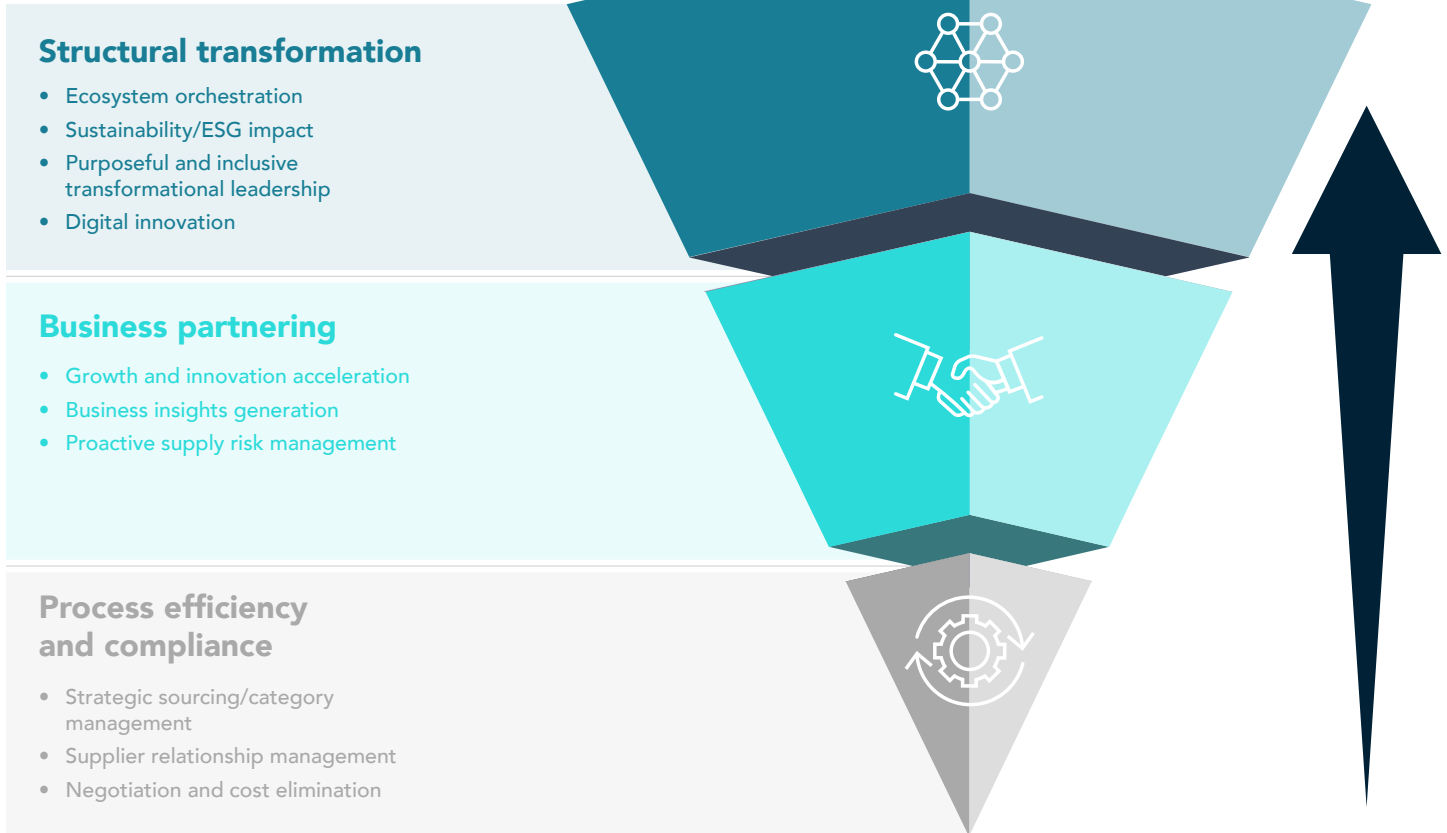 Structural transformation
• Ecosystem orchestration
• Sustainability/ESG impact
• Purposeful and inclusive
transformational leadership
• Digital innovation
Business partnering
• Growth and innovation acceleration
• Business insights generation
• Proactive supply risk management
Process efficiency
and compliance
• Strategic sourcing/category
management
• Supplier relationship management
• Negotiation and cost elimination